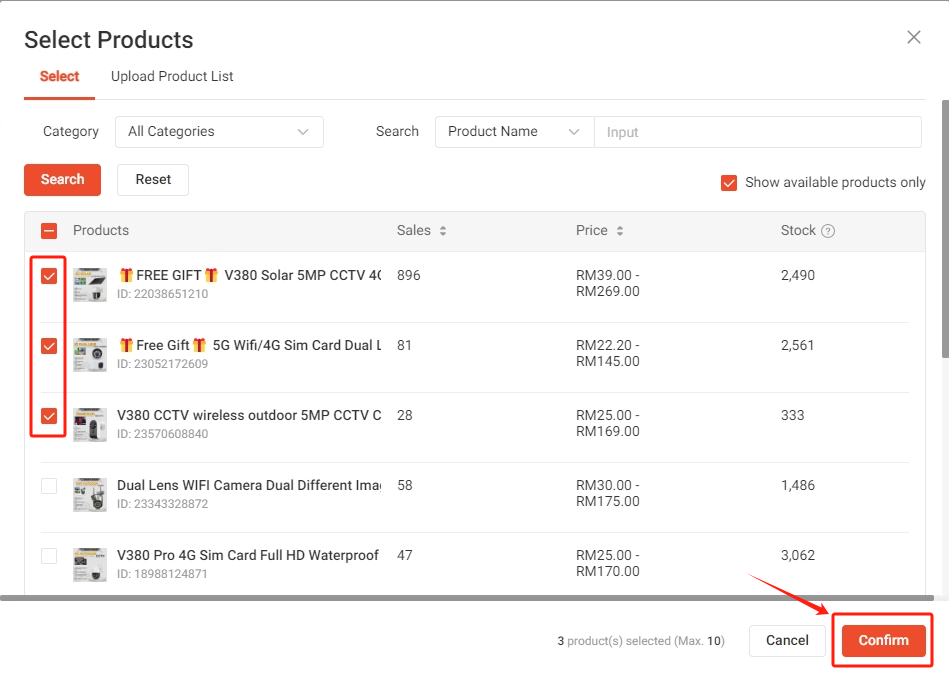 Select Products
Select Upload Product List
Category All Categories Search Product Name Input
Search Reset Show available products only
Products Sales Price Stock
🎁FREE GIFT🎁 V380 Solar 5MP CCTV 4G 896 RM39.00 - 2,490
ID: 22038651210 RM269.00
🎁Free Gift🎁 5G Wifi/4G Sim Card Dual L 81 RM22.20 - 2,561
ID: 23052172609 RM145.00
V380 CCTV wireless outdoor 5MP CCTV C 28 RM25.00 - 333
ID: 23570608840 RM169.00
Dual Lens WIFI Camera Dual Different Ima 58 RM30.00 - 1,486
ID: 23343328872 RM175.00
V380 Pro 4G Sim Card Full HD Waterproof 47 RM25.00 - 3,062
ID: 18988124871 RM170.00
3 product(s) selected (Max. 10) Cancel Confirm